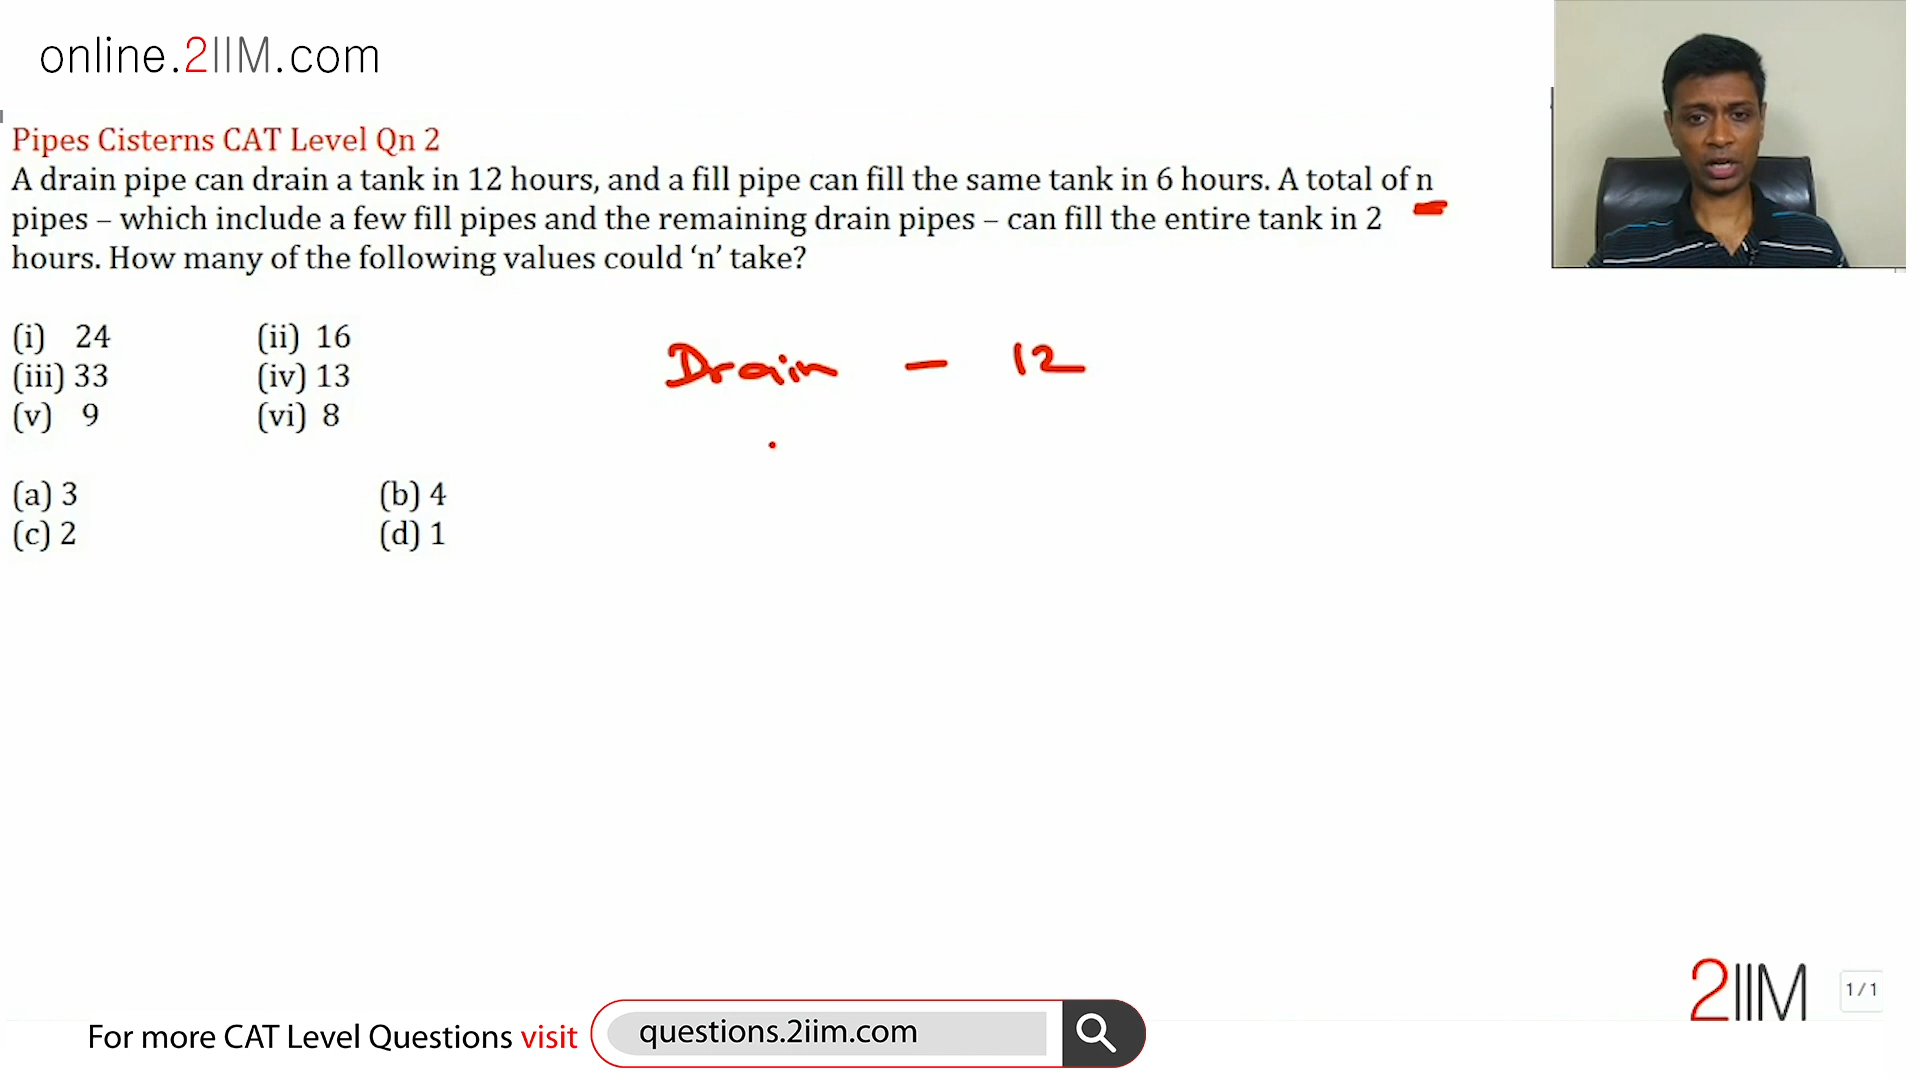 online.2IIM.com
Pipes Cisterns CAT Level Qn 2
A drain pipe can drain a tank in 12 hours, and a fill pipe can fill the same tank in 6 hours. A total of n
pipes – which include a few fill pipes and the remaining drain pipes – can fill the entire tank in 2
hours. How many of the following values could ‘n’ take?
(i) 24 (ii) 16
(iii) 33 (iv) 13
(v) 9 (vi) 8
Drain – 12
(a) 3 (b) 4
(c) 2 (d) 1
2IIM
1 / 1
For more CAT Level Questions visit questions.2iim.com